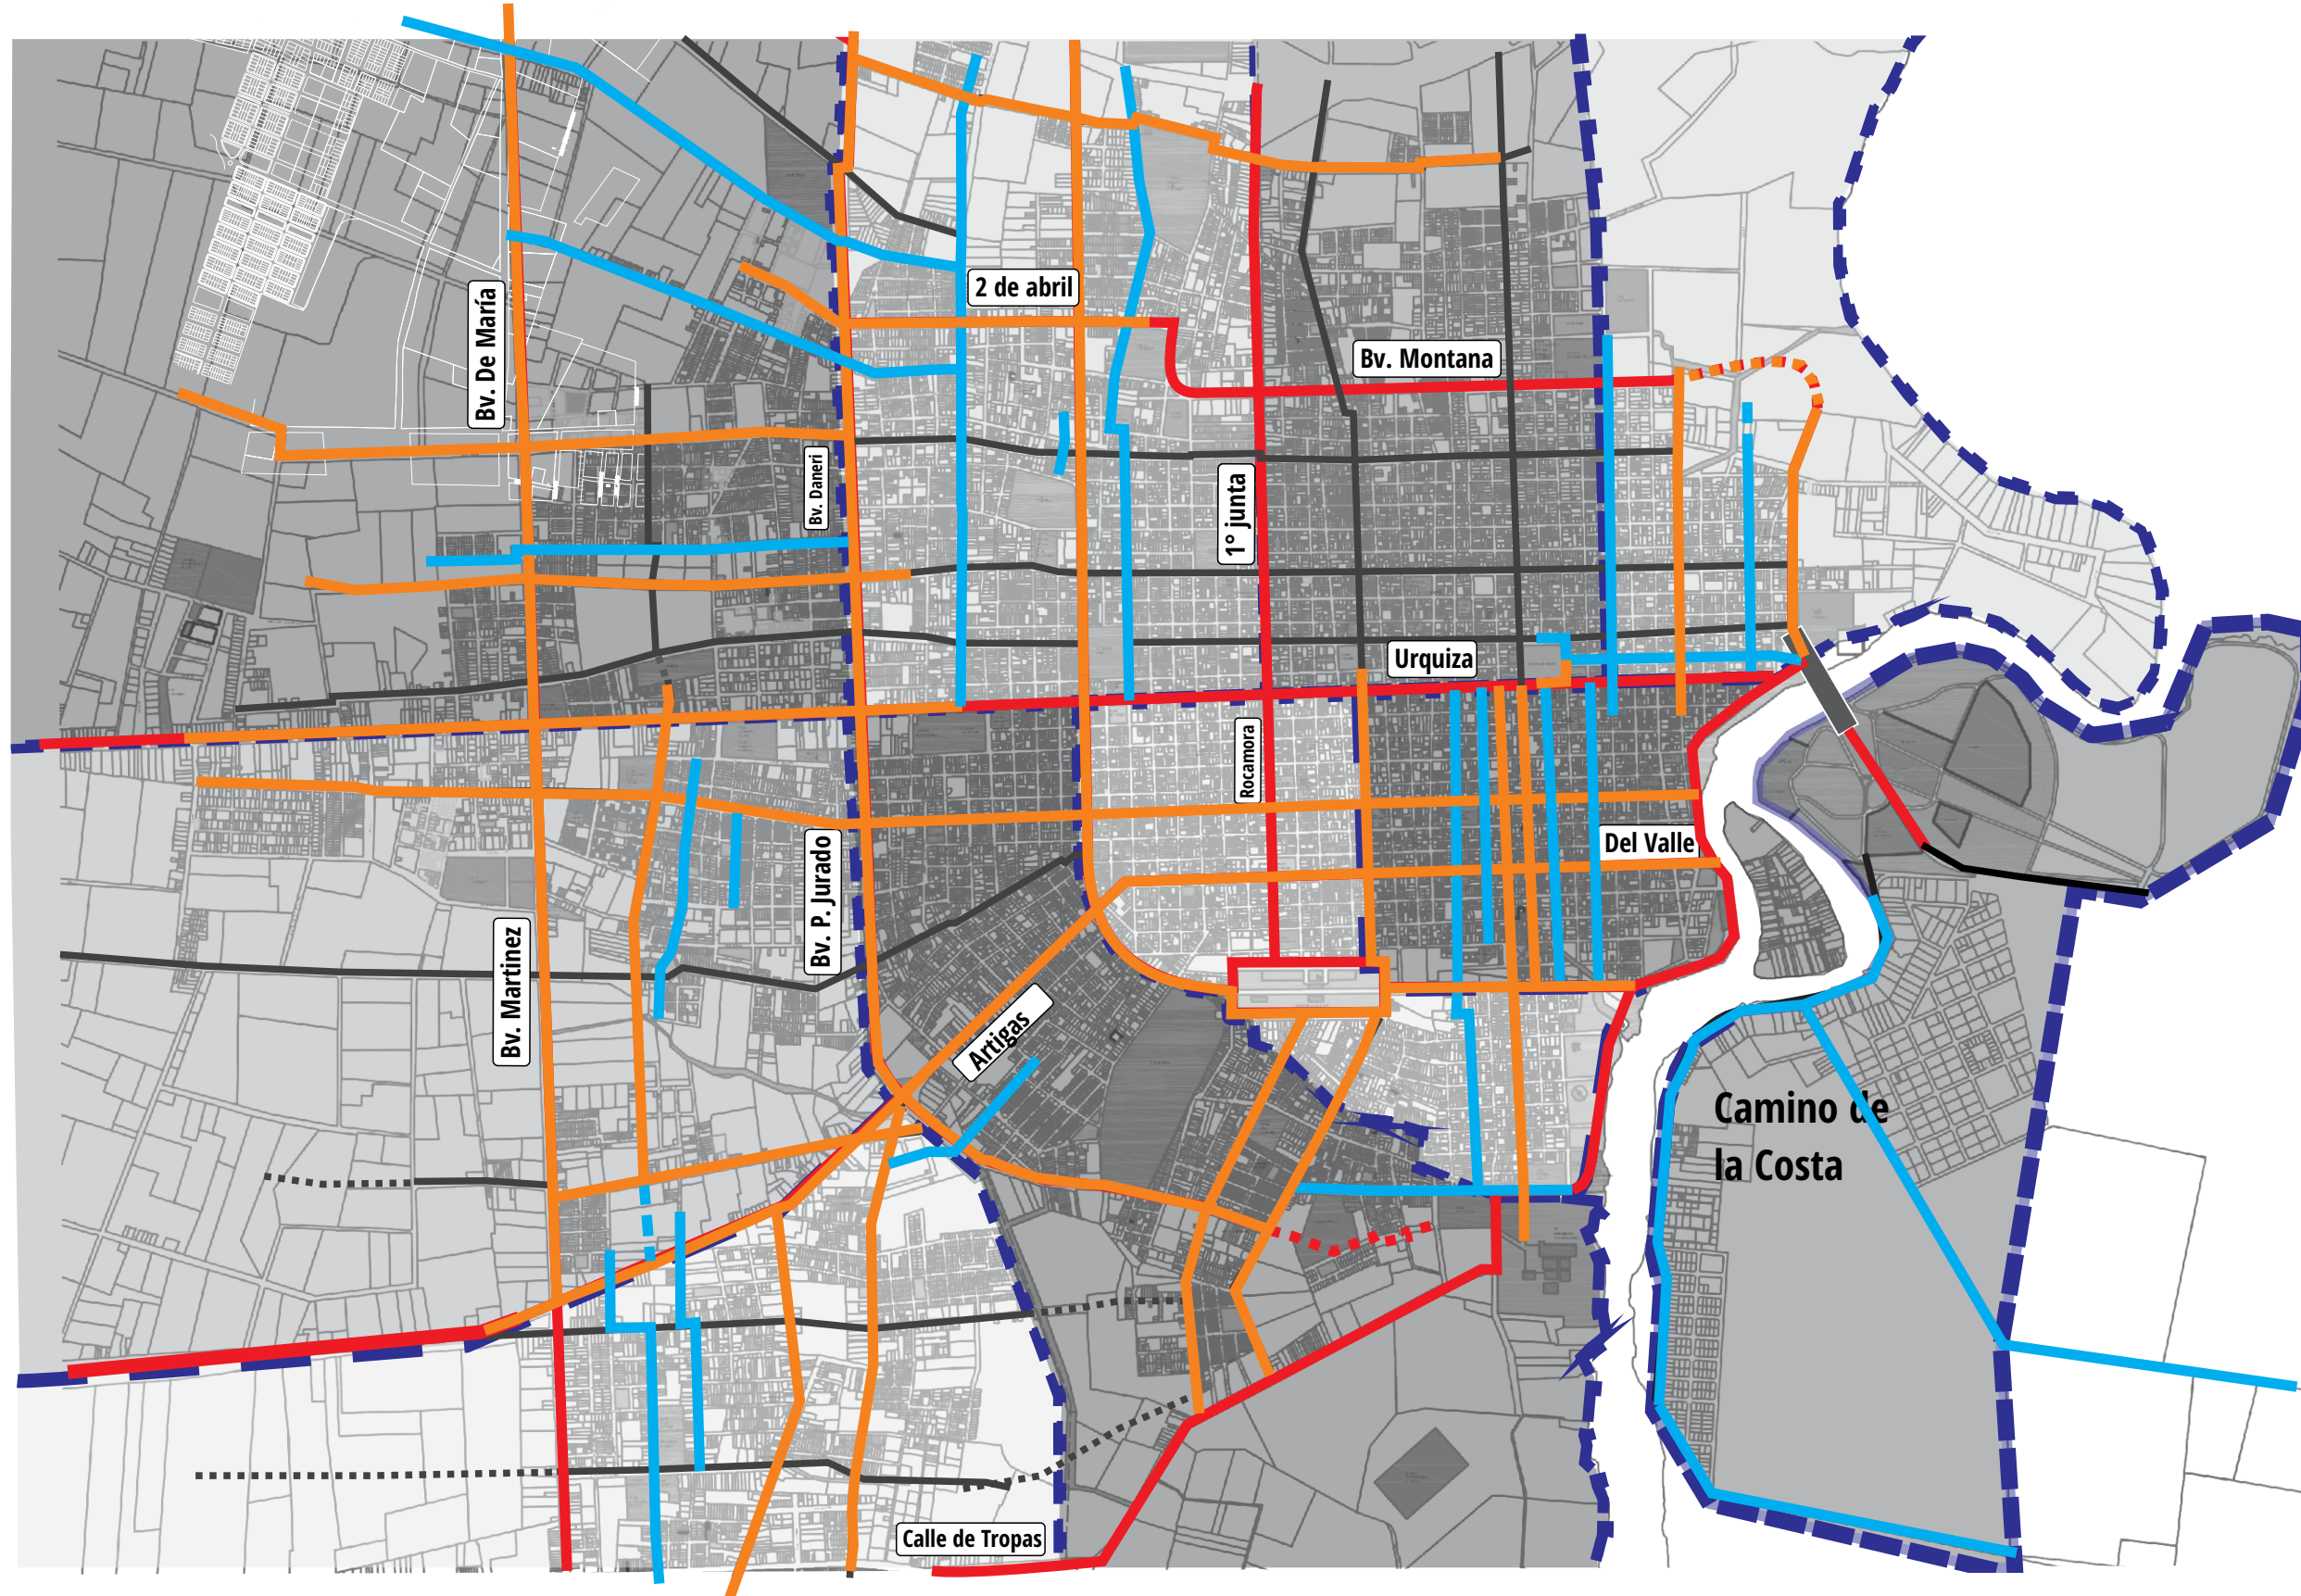 2 de abril
Bv. De María
Bv. Montana
Bv. Daneri
1° junta
Urquiza
Rocamora
Del Valle
Bv. P. Jurado
Bv. Martinez
Artigas
Camino de
la Costa
Calle de Tropas